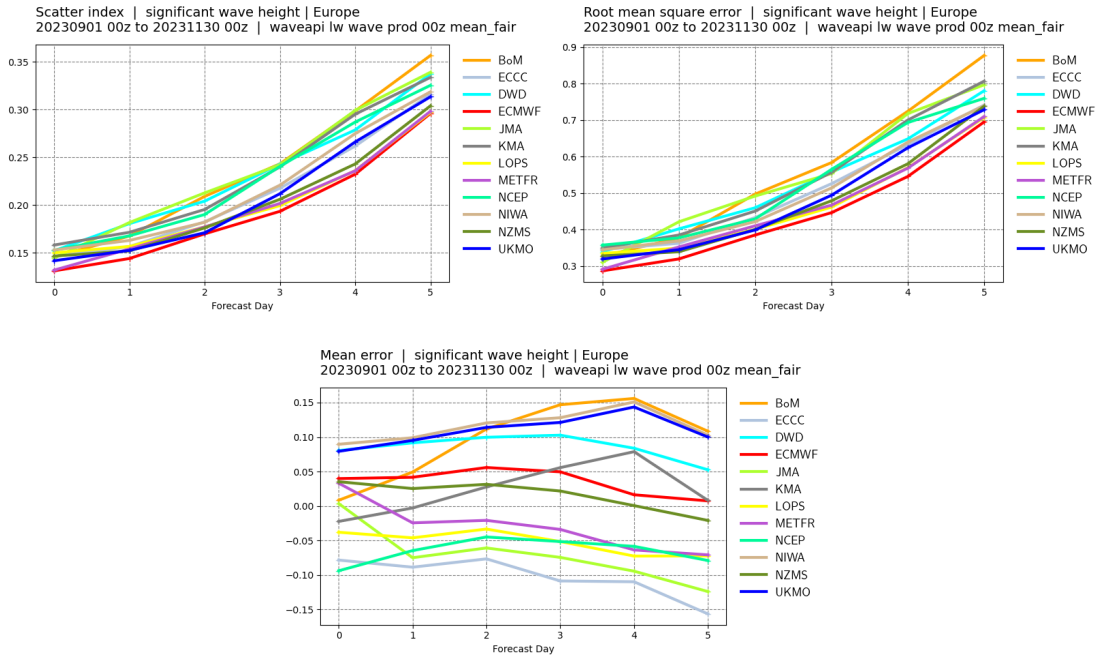 Scatter index | significant wave height | Europe
20230901 00z to 20231130 00z | waveapi lw wave prod 00z mean_fair
0.35
0.30
0.25
0.20
0.15
0
1
2
3
4
5
Forecast Day
BoM
ECCC
DWD
ECMWF
JMA
KMA
LOPS
METFR
NCEP
NIWA
NZMS
UKMO
Root mean square error | significant wave height | Europe
20230901 00z to 20231130 00z | waveapi lw wave prod 00z mean_fair
0.9
0.8
0.7
0.6
0.5
0.4
0.3
0
1
2
3
4
5
Forecast Day
BoM
ECCC
DWD
ECMWF
JMA
KMA
LOPS
METFR
NCEP
NIWA
NZMS
UKMO
Mean error | significant wave height | Europe
20230901 00z to 20231130 00z | waveapi lw wave prod 00z mean_fair
0.15
0.10
0.05
0.00
−0.05
−0.10
−0.15
0
1
2
3
4
5
Forecast Day
BoM
ECCC
DWD
ECMWF
JMA
KMA
LOPS
METFR
NCEP
NIWA
NZMS
UKMO